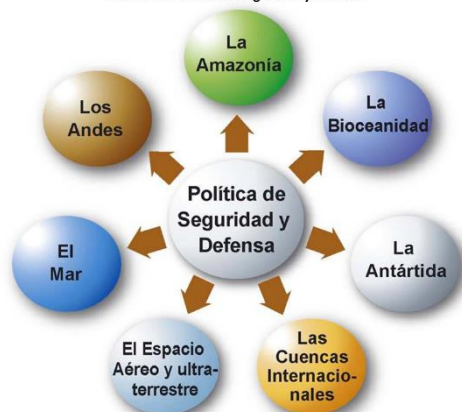 La
Amazonía
Los
Andes
La
Bioceanidad
Política de
Seguridad y
Defensa
El
Mar
La
Antártida
El Espacio
Aéreo y ultra-
terrestre
Las
Cuencas
Internacio-
nales